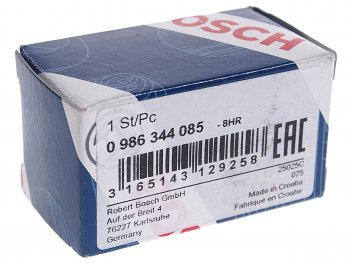 BOSCH
1 St/Pc
0 986 344 085 - 8HR
EAC
3 165143 129258
25025C
075
Robert Bosch GmbH
Auf der Breit 4
76227 Karlsruhe
Germany
Made in Croatia
Fabriqué en Croatie